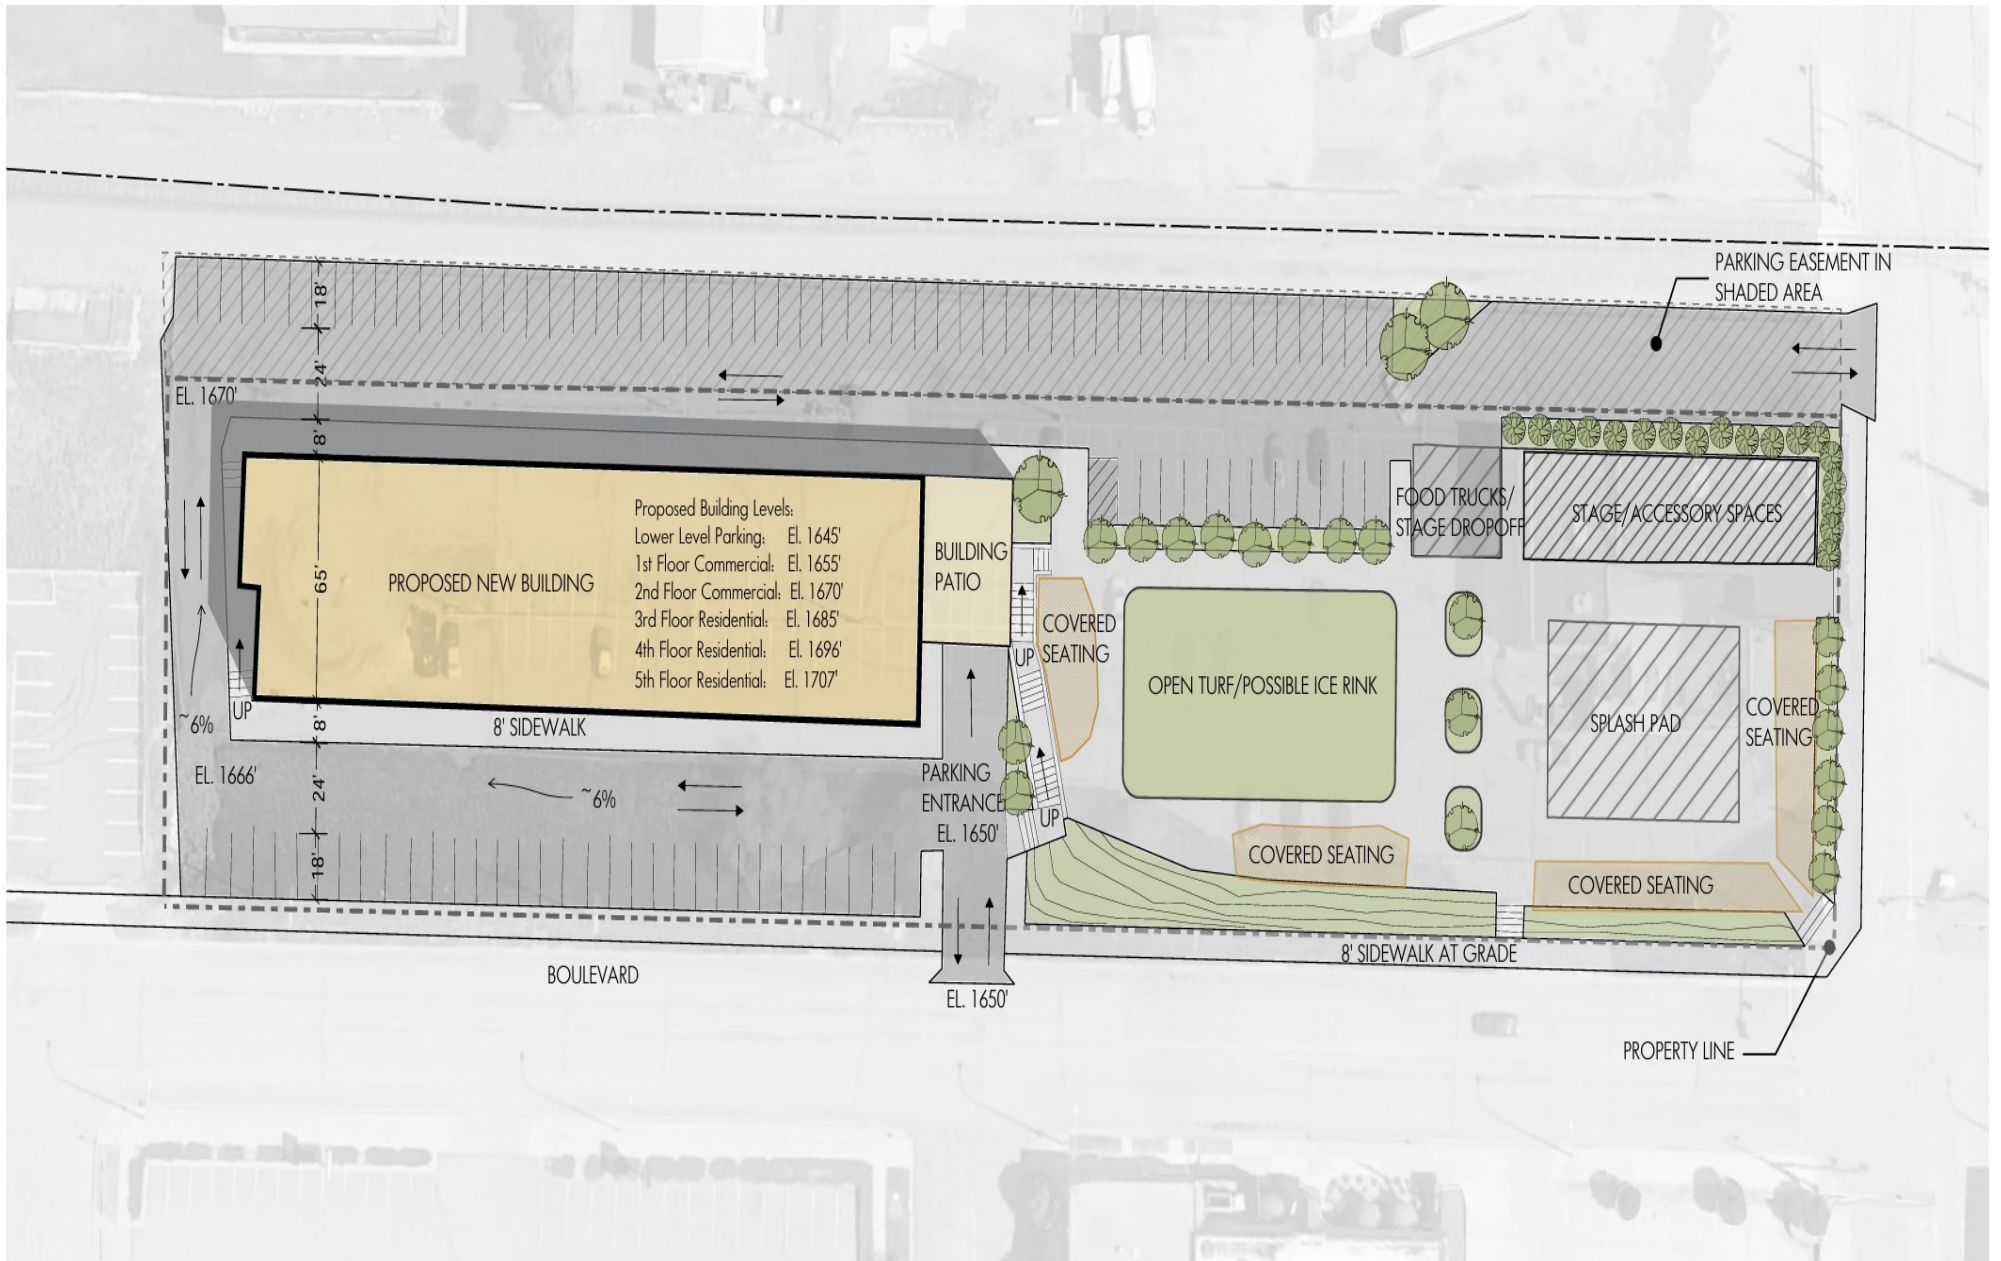 PARKING EASEMENT IN
SHADED AREA
18'
24'
EL. 1670'
8'
65'
8'
24'
18'
Proposed Building Levels:
Lower Level Parking: El. 1645'
1st Floor Commercial: El. 1655'
2nd Floor Commercial: El. 1670'
3rd Floor Residential: El. 1685'
4th Floor Residential: El. 1696'
5th Floor Residential: El. 1707'
PROPOSED NEW BUILDING
BUILDING
PATIO
FOOD TRUCKS/
STAGE DROPOFF
STAGE/ACCESSORY SPACES
COVERED
SEATING
UP
OPEN TURF/POSSIBLE ICE RINK
SPLASH PAD
COVERED
SEATING
UP
~6%
8' SIDEWALK
EL. 1666'
~6%
PARKING
ENTRANCE
EL. 1650'
UP
COVERED SEATING
COVERED SEATING
8' SIDEWALK AT GRADE
BOULEVARD
EL. 1650'
PROPERTY LINE